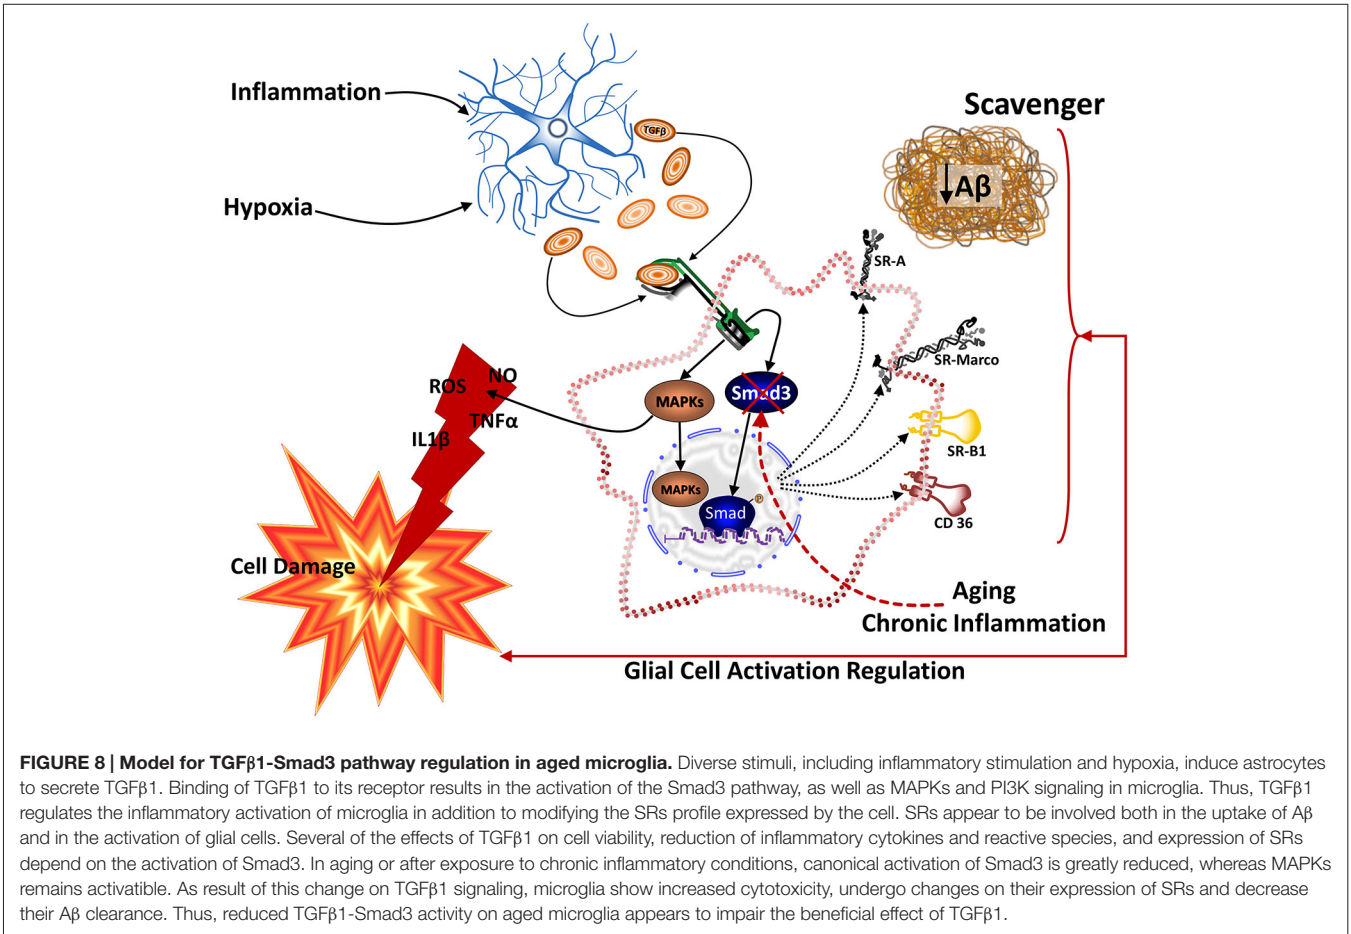 Inflammation
Scavenger
TGFβ
↓Aβ
Hypoxia
SR-A
SR-Marco
NO
ROS
MAPKs
Smad3
TNFα
IL1β
SR-B1
MAPKs
P
Smad
CD 36
Cell Damage
Aging
Chronic Inflammation
Glial Cell Activation Regulation
FIGURE 8 | Model for TGFβ1-Smad3 pathway regulation in aged microglia. Diverse stimuli, including inflammatory stimulation and hypoxia, induce astrocytes
to secrete TGFβ1. Binding of TGFβ1 to its receptor results in the activation of the Smad3 pathway, as well as MAPKs and PI3K signaling in microglia. Thus, TGFβ1
regulates the inflammatory activation of microglia in addition to modifying the SRs profile expressed by the cell. SRs appear to be involved both in the uptake of Aβ
and in the activation of glial cells. Several of the effects of TGFβ1 on cell viability, reduction of inflammatory cytokines and reactive species, and expression of SRs
depend on the activation of Smad3. In aging or after exposure to chronic inflammatory conditions, canonical activation of Smad3 is greatly reduced, whereas MAPKs
remains activatible. As result of this change on TGFβ1 signaling, microglia show increased cytotoxicity, undergo changes on their expression of SRs and decrease
their Aβ clearance. Thus, reduced TGFβ1-Smad3 activity on aged microglia appears to impair the beneficial effect of TGFβ1.